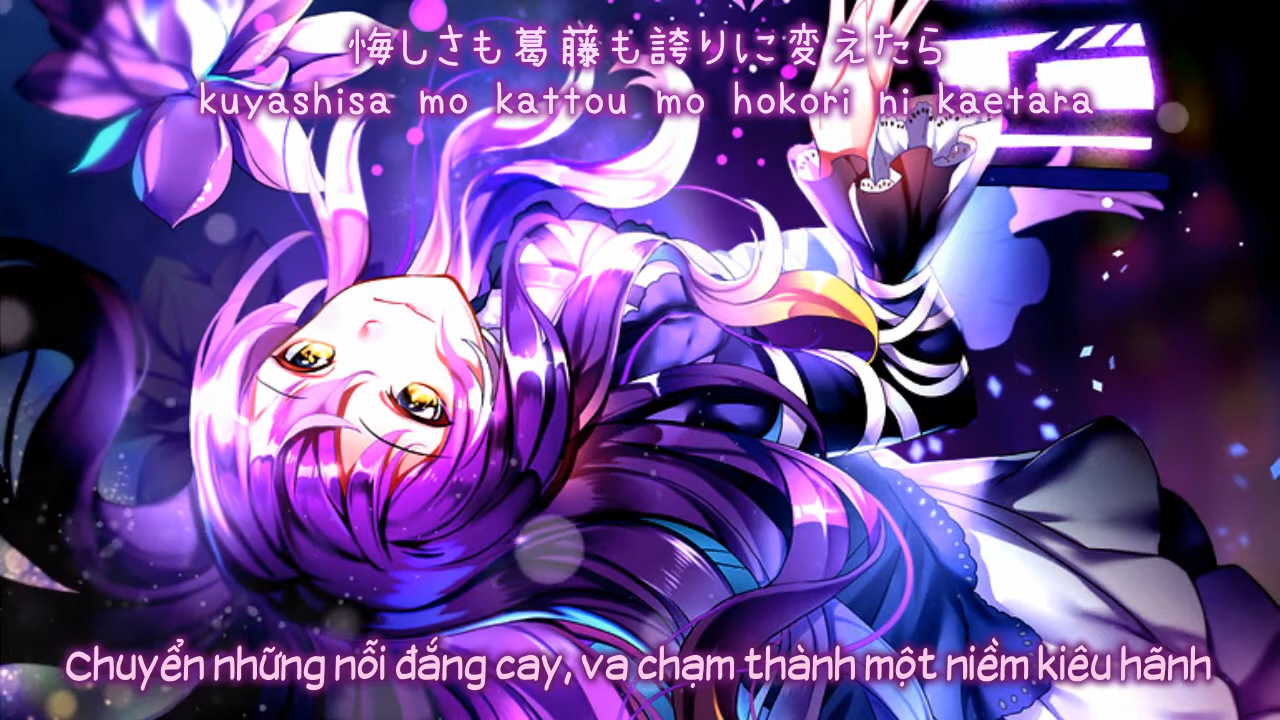 悔しさも葛藤も誇りに変えたら
kuyashisa mo kattou mo hokori ni kaetara
Chuyển những nỗi đắng cay, va chạm thành một niềm kiêu hãnh